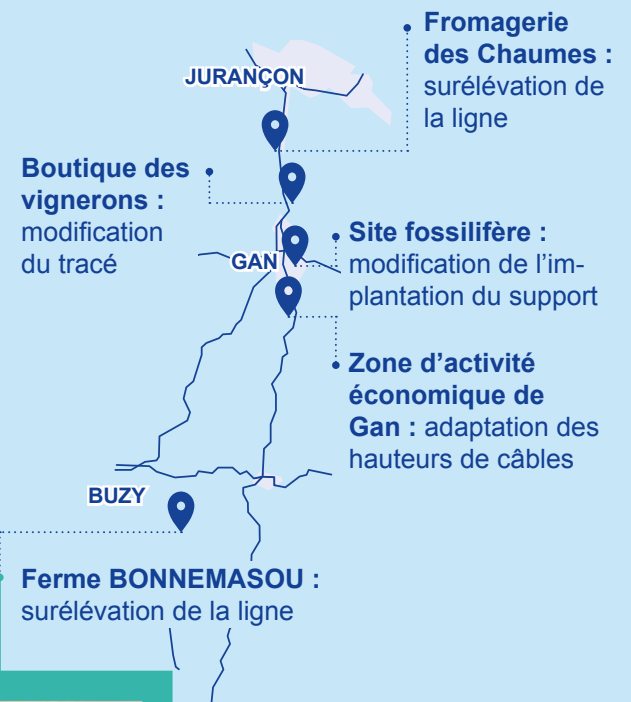 Fromagerie
des Chaumes :
surélévation de
la ligne
JURANÇON
Boutique des
vignerons :
modification
du tracé
GAN
Site fossilifère :
modification de l'im-
plantation du support
Zone d'activité
économique de
Gan : adaptation des
hauteurs de câbles
BUZY
Ferme BONNEMASOU :
surélévation de la ligne